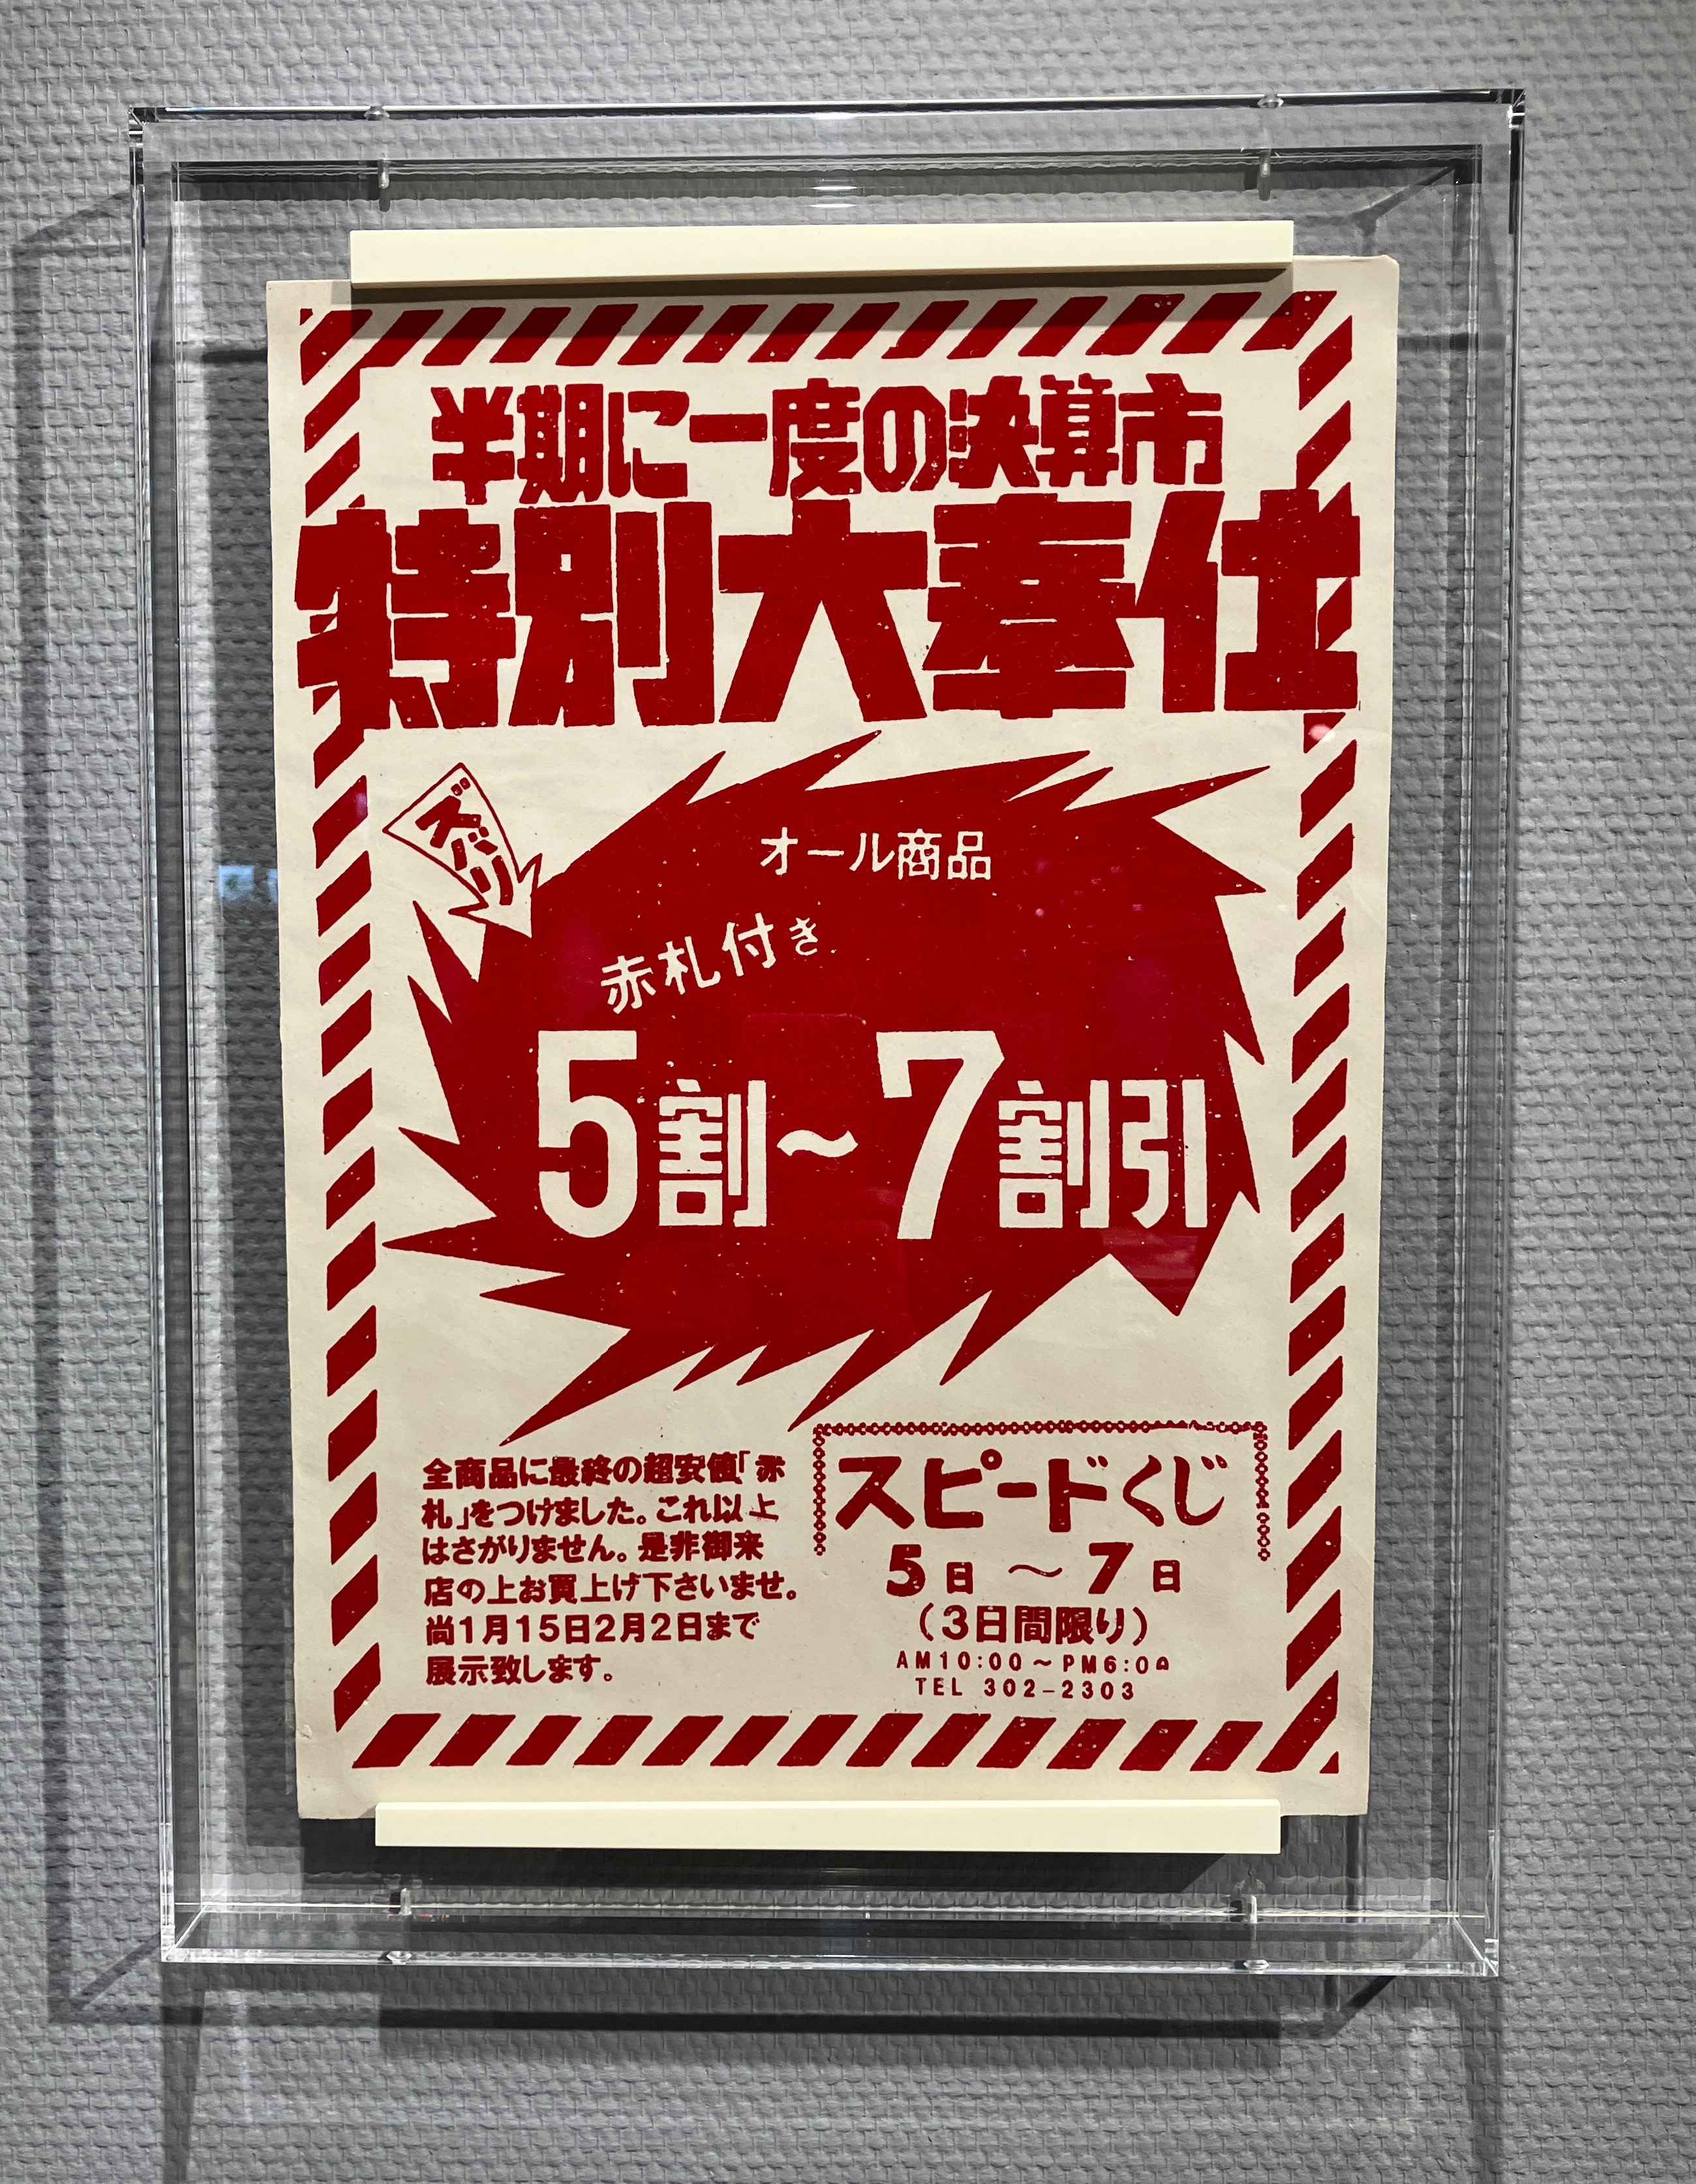 半期に一度の決算市
特別大奉仕
ズバリ
オール商品
赤札付き
5割～7割引
全商品に最終の超安値「赤
札」をつけました。これ以上
はさがりません。是非御来
店の上お買上げ下さいませ。
尚1月15日2月2日まで
展示致します。
スピードくじ
5日～7日
(3日間限り)
AM10:00～PM6:00
TEL 302-2303